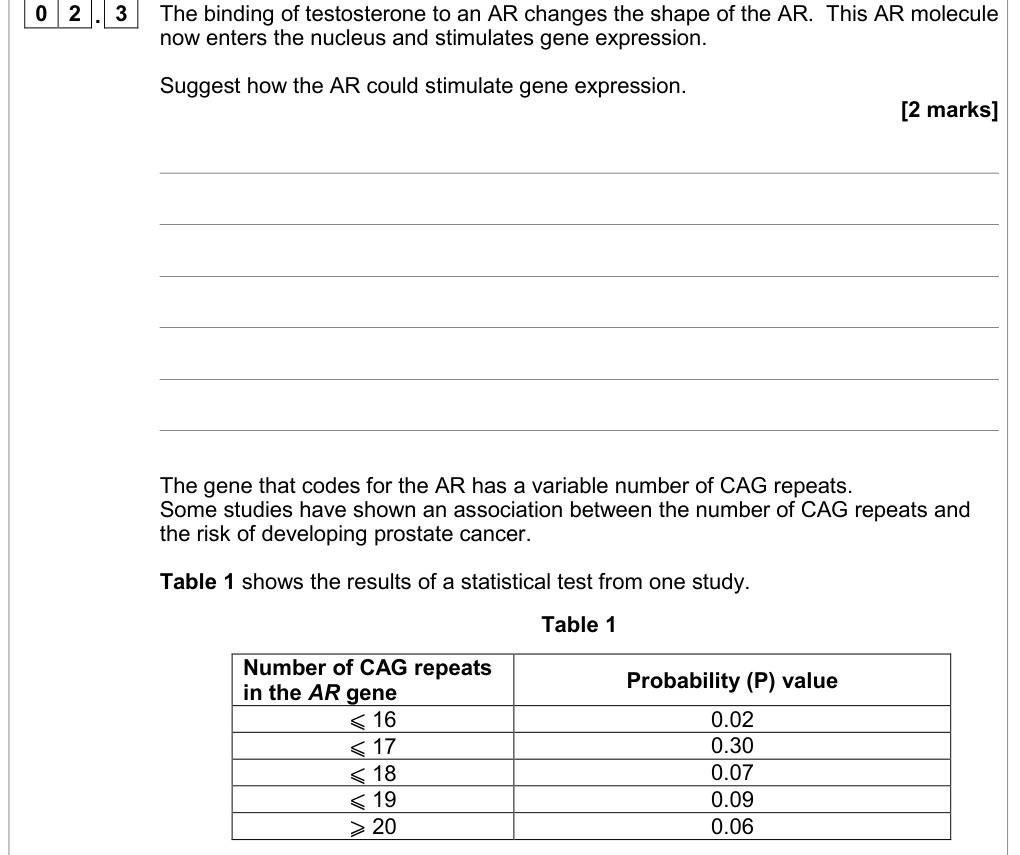 0 2 . 3 The binding of testosterone to an AR changes the shape of the AR. This AR molecule
now enters the nucleus and stimulates gene expression.
Suggest how the AR could stimulate gene expression.
[2 marks]
The gene that codes for the AR has a variable number of CAG repeats.
Some studies have shown an association between the number of CAG repeats and
the risk of developing prostate cancer.
Table 1 shows the results of a statistical test from one study.
Table 1
Number of CAG repeats
in the AR gene
Probability (P) value
⩽ 16 0.02
⩽ 17 0.30
⩽ 18 0.07
⩽ 19 0.09
⩾ 20 0.06